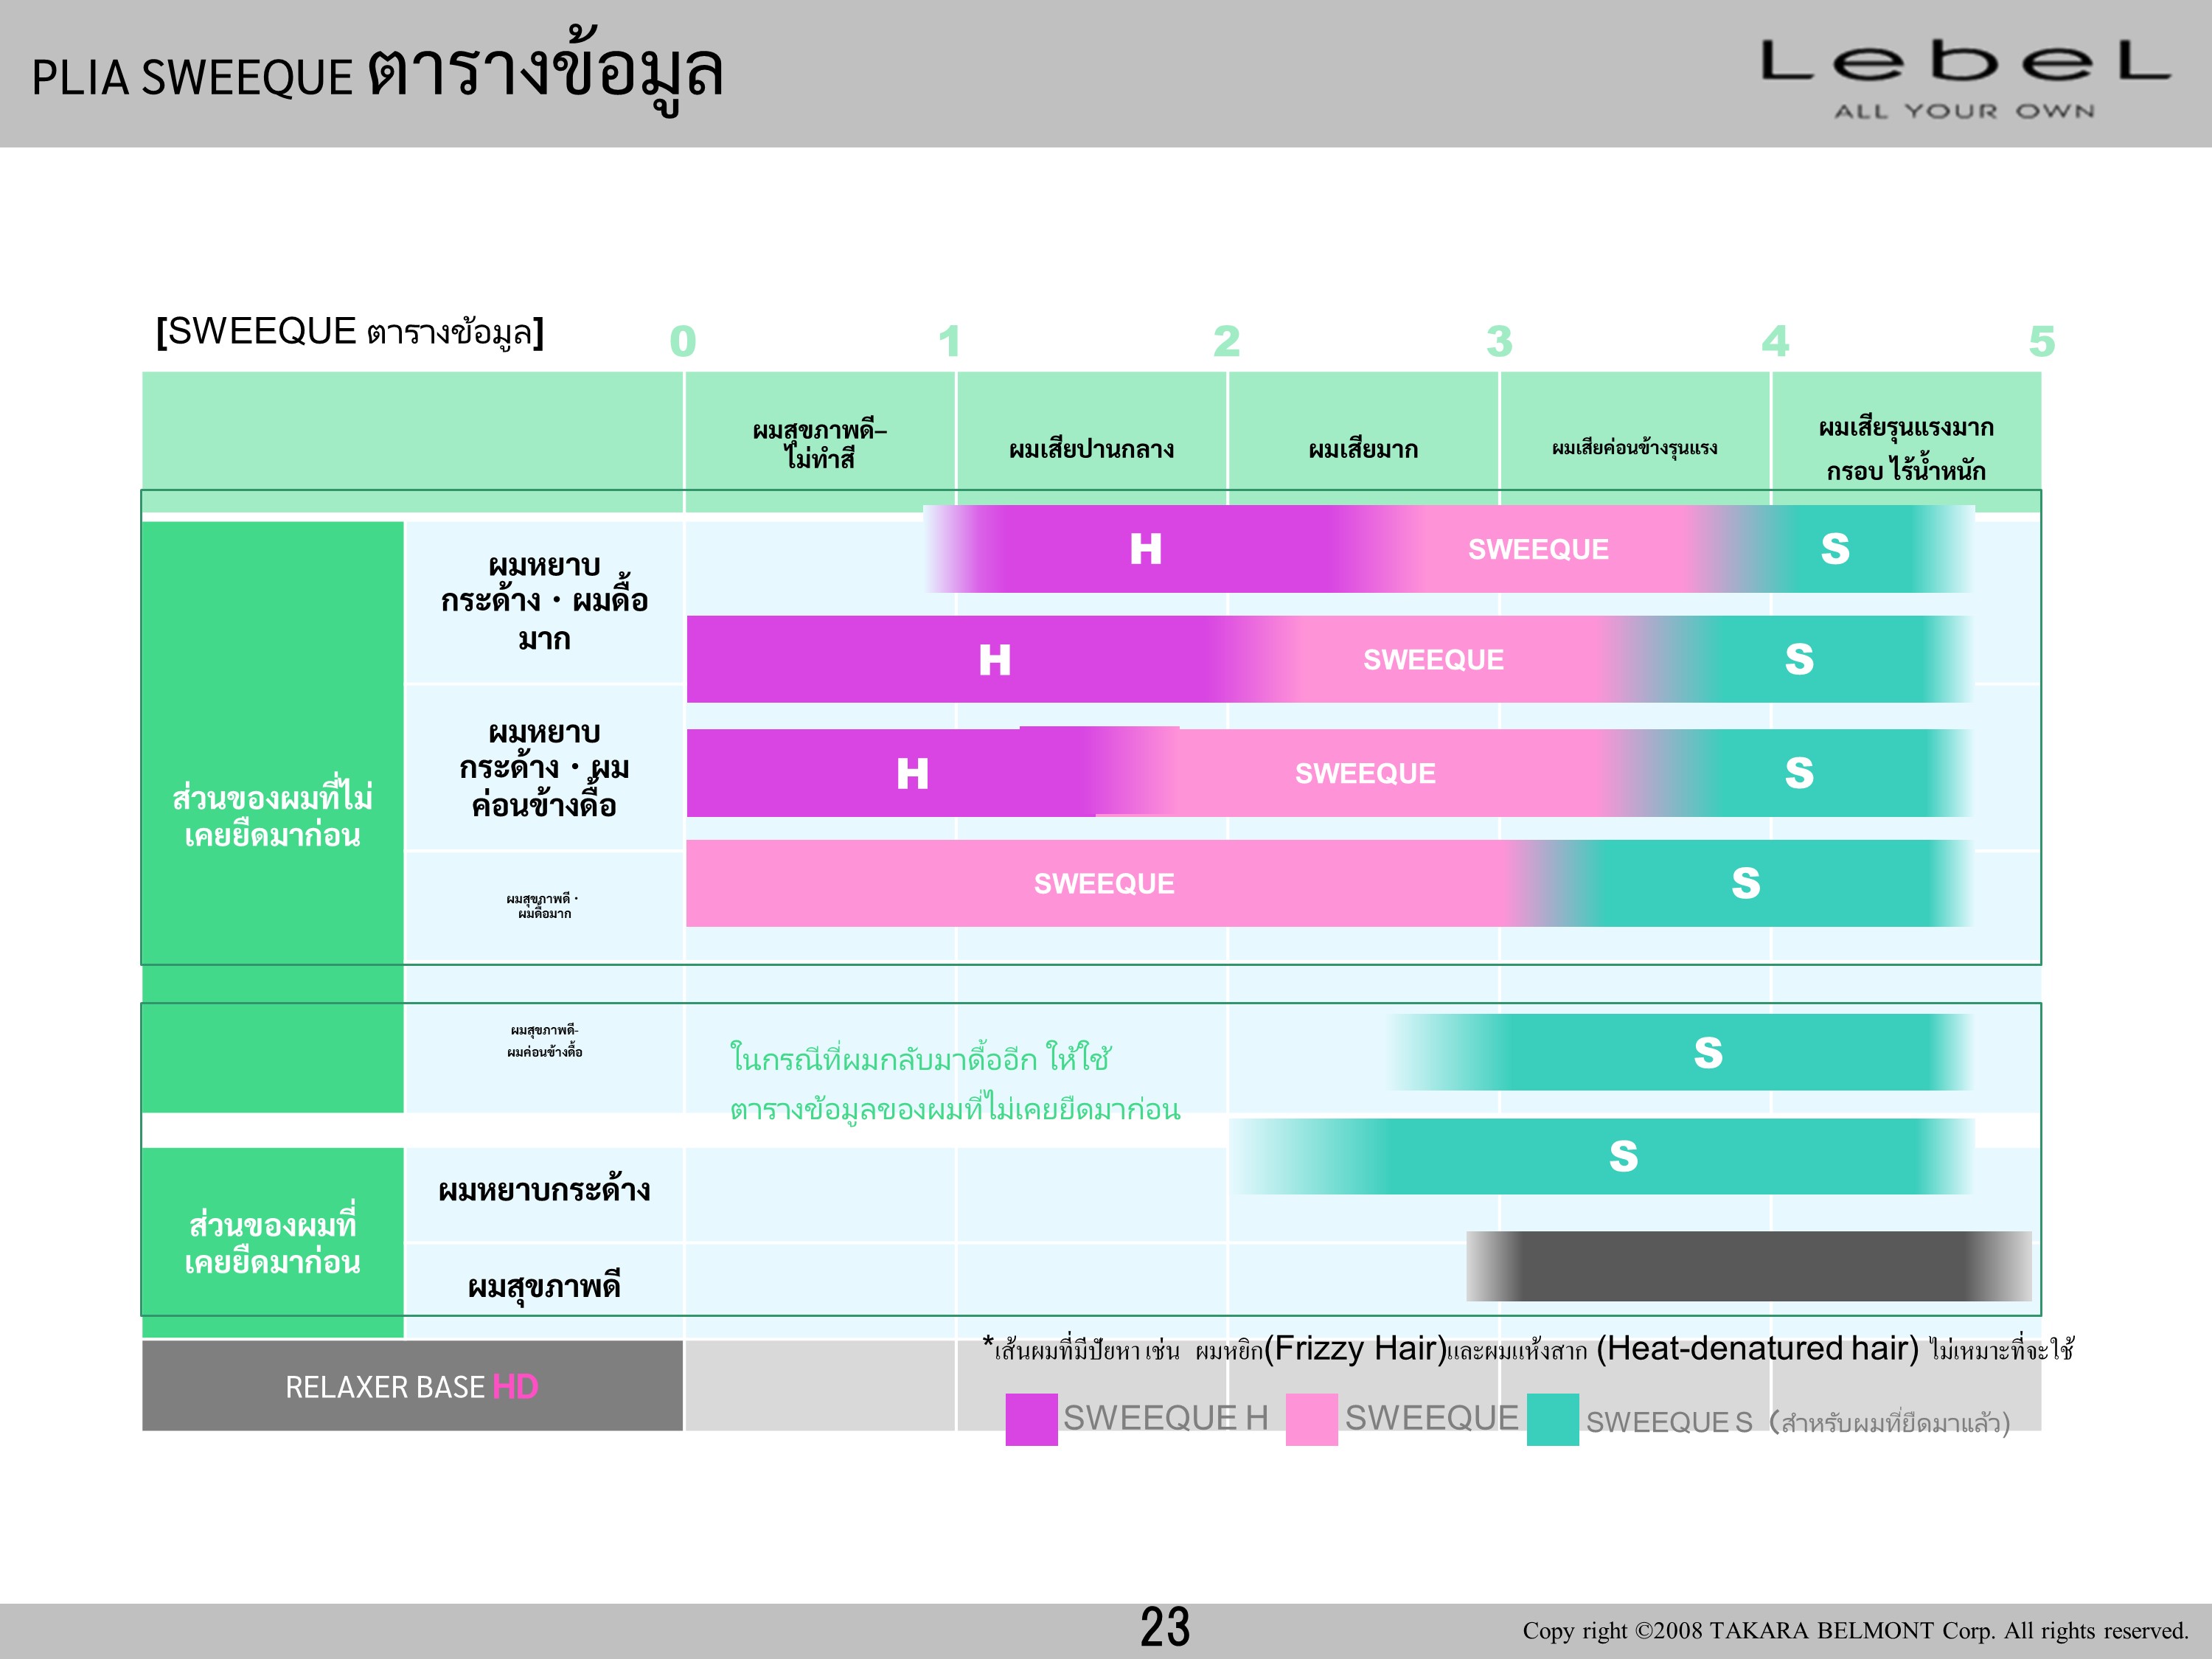 PLIA SWEEQUE ตารางข้อมูล
LebeL
ALL YOUR OWN
[SWEEQUE ตารางข้อมูล]
0 1 2 3 4 5
ผมสุขภาพดี–
ไม่ทำสี
ผมเสียปานกลาง
ผมเสียมาก
ผมเสียค่อนข้างรุนแรง
ผมเสียรุนแรงมาก
กรอบ ไร้น้ำหนัก
ส่วนของผมที่ไม่
เคยยืดมาก่อน
ผมหยาบ
กระด้าง・ผมดื้อ
มาก
H SWEEQUE S
H SWEEQUE S
ผมหยาบ
กระด้าง・ผม
ค่อนข้างดื้อ
H SWEEQUE S
ผมสุขภาพดี・
ผมดื้อมาก
SWEEQUE S
ผมสุขภาพดี-
ผมค่อนข้างดื้อ
ในกรณีที่ผมกลับมาดื้ออีก ให้ใช้
ตารางข้อมูลของผมที่ไม่เคยยืดมาก่อน
S
S
ส่วนของผมที่
เคยยืดมาก่อน
ผมหยาบกระด้าง
ผมสุขภาพดี
*เส้นผมที่มีปัยหา เช่น ผมหยิก(Frizzy Hair)และผมแห้งสาก (Heat-denatured hair) ไม่เหมาะที่จะใช้
RELAXER BASE HD
SWEEQUE H SWEEQUE SWEEQUE S (สำหรับผมที่ยืดมาแล้ว)
23
Copy right ©2008 TAKARA BELMONT Corp. All rights reserved.